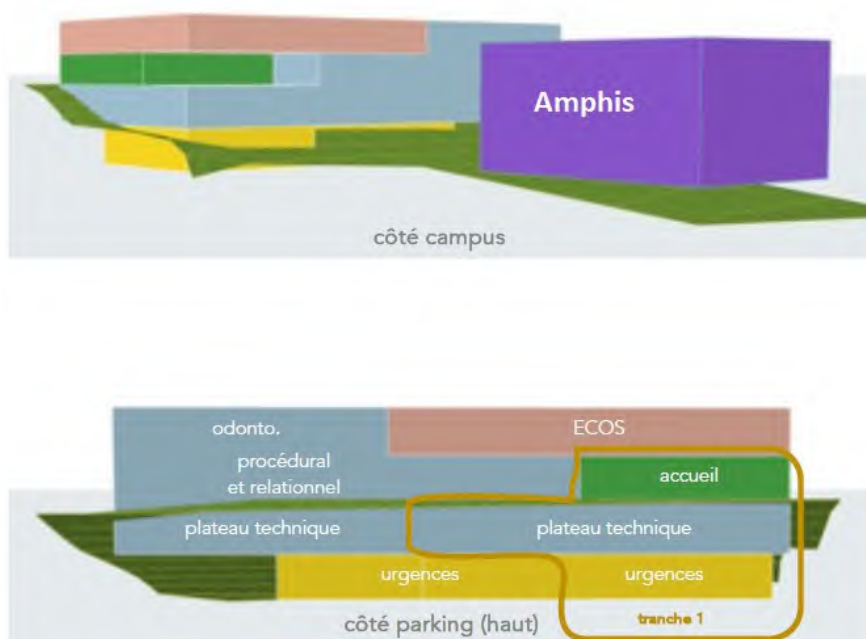 Amphis
côté campus
odonto.
ECOS
procédural
et relationnel
accueil
plateau technique
plateau technique
urgences
urgences
tranche 1
côté parking (haut)